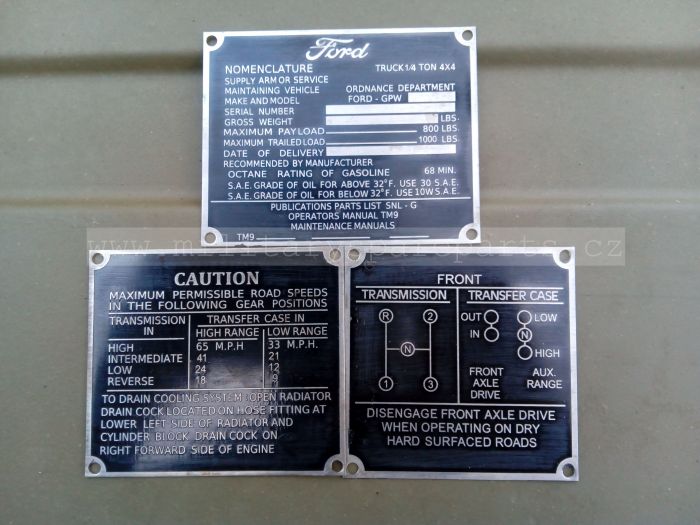 Ford
NOMENCLATURE TRUCK 1/4 TON 4X4
SUPPLY ARM OR SERVICE
MAINTAINING VEHICLE ORDNANCE DEPARTMENT
MAKE AND MODEL FORD - GPW
SERIAL NUMBER
GROSS WEIGHT LBS.
MAXIMUM PAYLOAD 800 LBS.
MAXIMUM TRAILED LOAD 1000 LBS.
DATE OF DELIVERY
RECOMMENDED BY MANUFACTURER
OCTANE RATING OF GASOLINE 68 MIN.
S.A.E. GRADE OF OIL FOR ABOVE 32°F. USE 30 S.A.E.
S.A.E. GRADE OF OIL FOR BELOW 32°F. USE 10W S.A.E.
PUBLICATIONS PARTS LIST SNL - G
OPERATORS MANUAL TM9
MAINTENANCE MANUALS
TM9
CAUTION
MAXIMUM PERMISSIBLE ROAD SPEEDS
IN THE FOLLOWING GEAR POSITIONS
TRANSMISSION IN TRANSFER CASE IN
HIGH RANGE LOW RANGE
HIGH 65 M.P.H 33 M.P.H.
INTERMEDIATE 41 21
LOW 24 12
REVERSE 18 9
TO DRAIN COOLING SYSTEM, OPEN RADIATOR
DRAIN COCK LOCATED ON HOSE FITTING AT
LOWER LEFT SIDE OF RADIATOR AND
CYLINDER BLOCK DRAIN COCK ON
RIGHT FORWARD SIDE OF ENGINE
FRONT
TRANSMISSION TRANSFER CASE
R 2 OUT LOW
N IN N
HIGH
1 3
FRONT AUX.
AXLE RANGE
DRIVE
DISENGAGE FRONT AXLE DRIVE
WHEN OPERATING ON DRY
HARD SURFACED ROADS